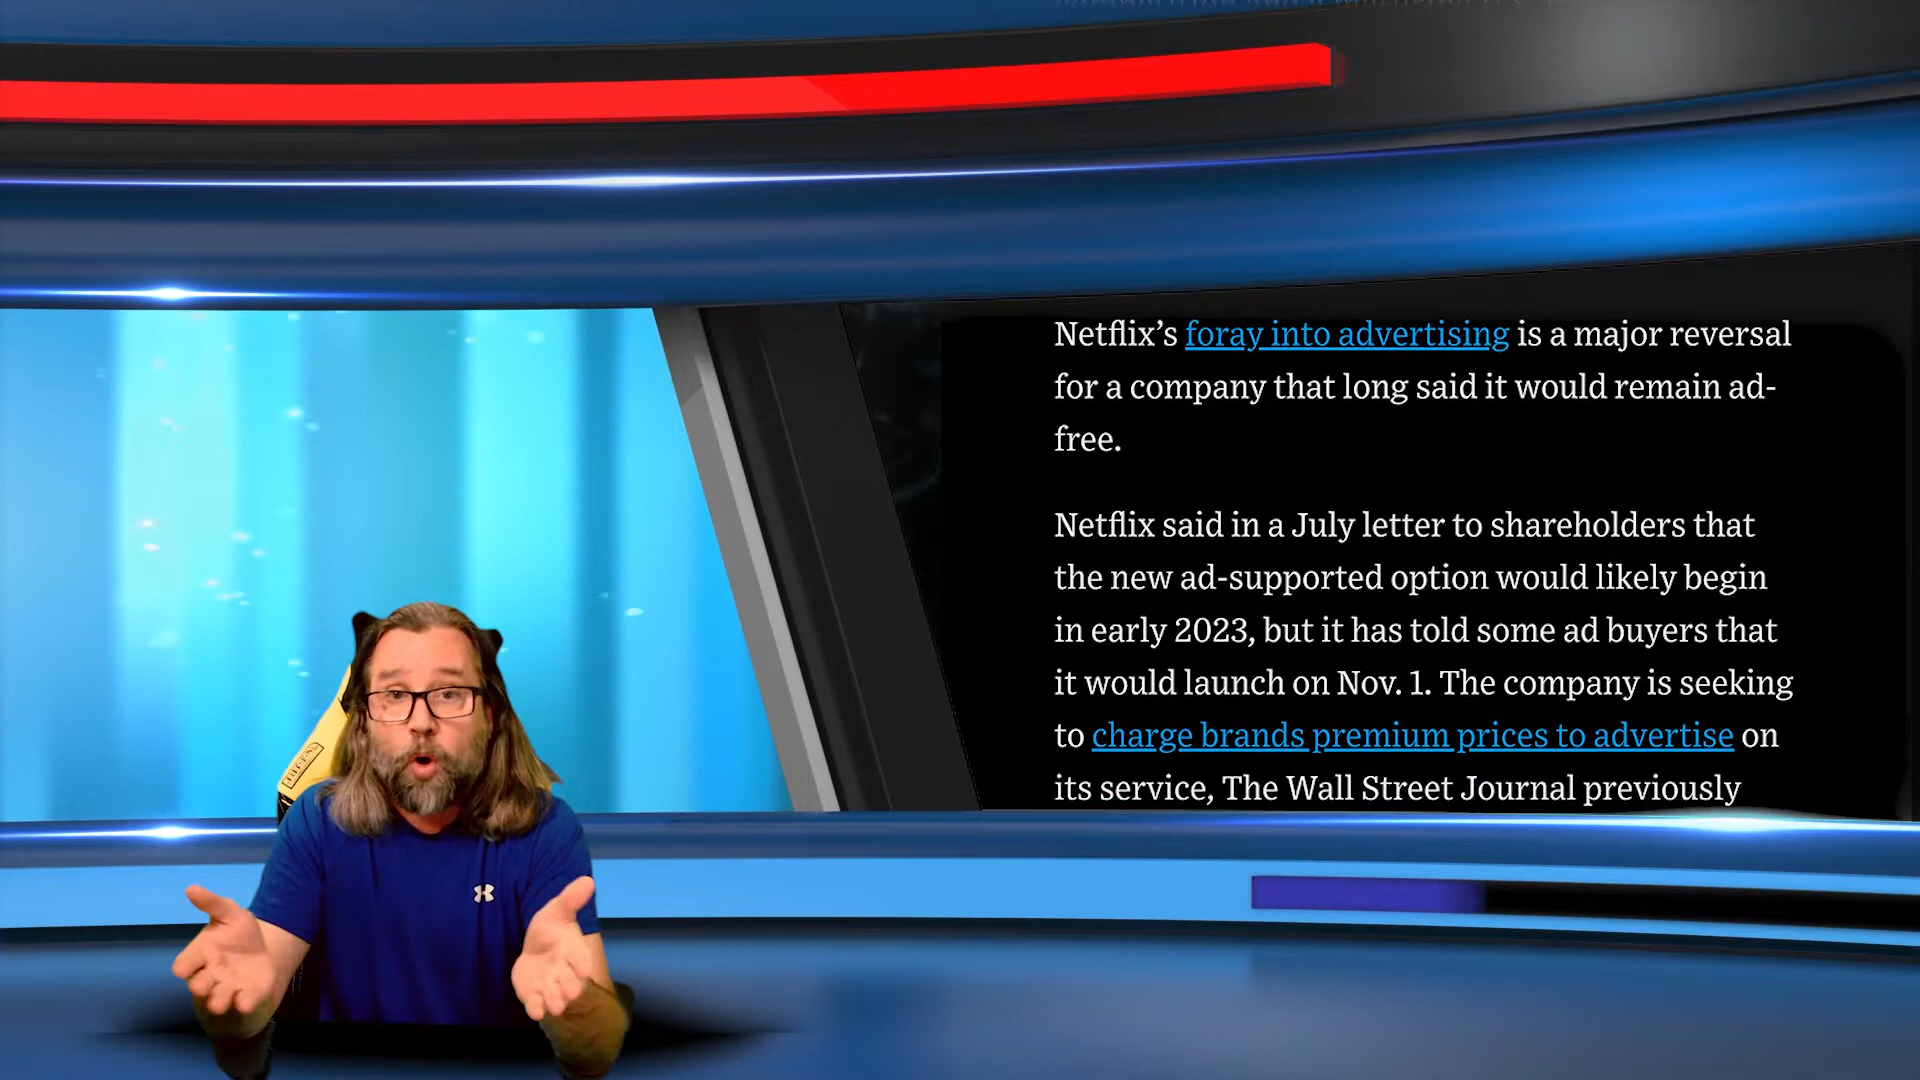 Netflix’s foray into advertising is a major reversal
for a company that long said it would remain ad-
free.
Netflix said in a July letter to shareholders that
the new ad-supported option would likely begin
in early 2023, but it has told some ad buyers that
it would launch on Nov. 1. The company is seeking
to charge brands premium prices to advertise on
its service, The Wall Street Journal previously